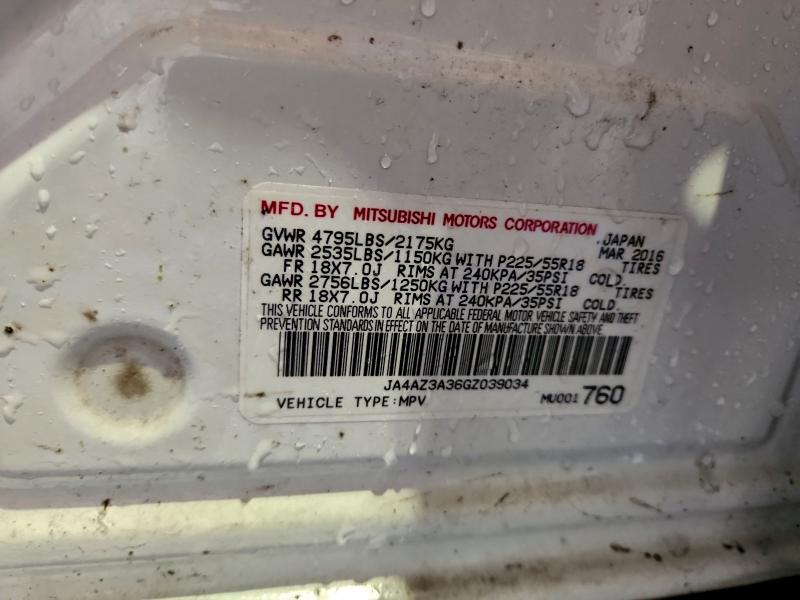 MFD. BY MITSUBISHI MOTORS CORPORATION
JAPAN
GVWR 4795LBS/2175KG MAR 2016
GAWR 2535LBS/1150KG WITH P225/55R18 TIRES
FR 18X7.0J RIMS AT 240KPA/35PSI COLD.
GAWR 2756LBS/1250KG WITH P225/55R18 TIRES
RR 18X7.0J RIMS AT 240KPA/35PSI COLD.
THIS VEHICLE CONFORMS TO ALL APPLICABLE FEDERAL MOTOR VEHICLE SAFETY AND THEFT
PREVENTION STANDARDS IN EFFECT ON THE DATE OF MANUFACTURE SHOWN ABOVE.
JA4AZ3A36GZ039034
VEHICLE TYPE:MPV MU001760